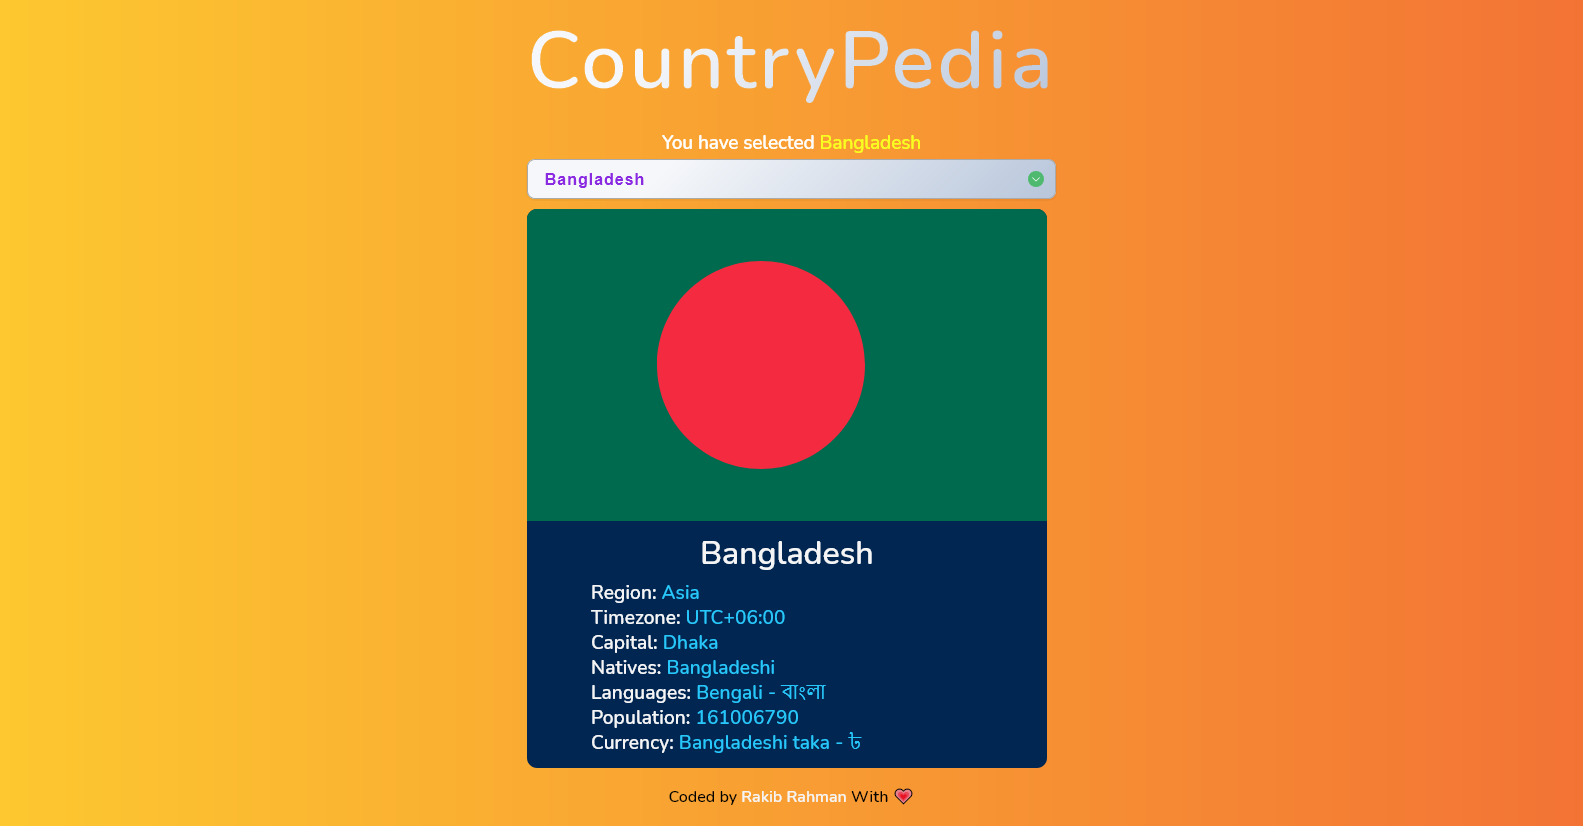 CountryPedia
You have selected Bangladesh
Bangladesh
Bangladesh
Region: Asia
Timezone: UTC+06:00
Capital: Dhaka
Natives: Bangladeshi
Languages: Bengali - বাংলা
Population: 161006790
Currency: Bangladeshi taka - ৳
Coded by Rakib Rahman With 💗